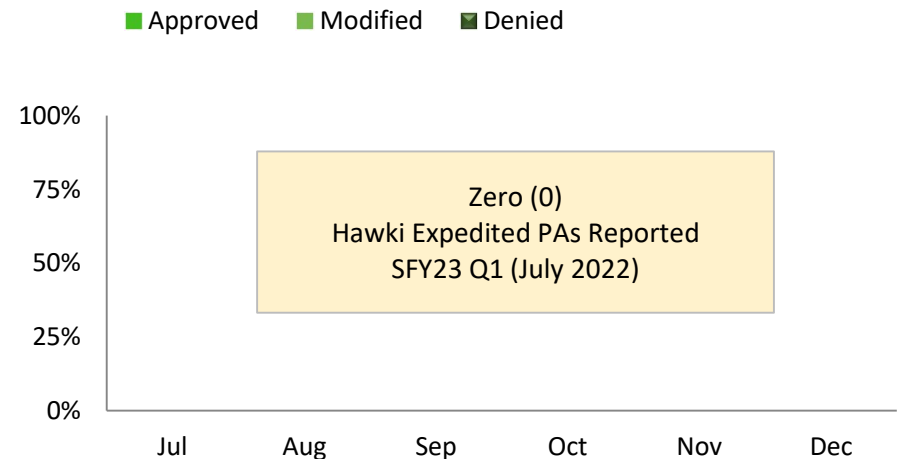 Approved Modified Denied
100%
75%
50%
25%
0%
Zero (0)
Hawki Expedited PAs Reported
SFY23 Q1 (July 2022)
Jul Aug Sep Oct Nov Dec